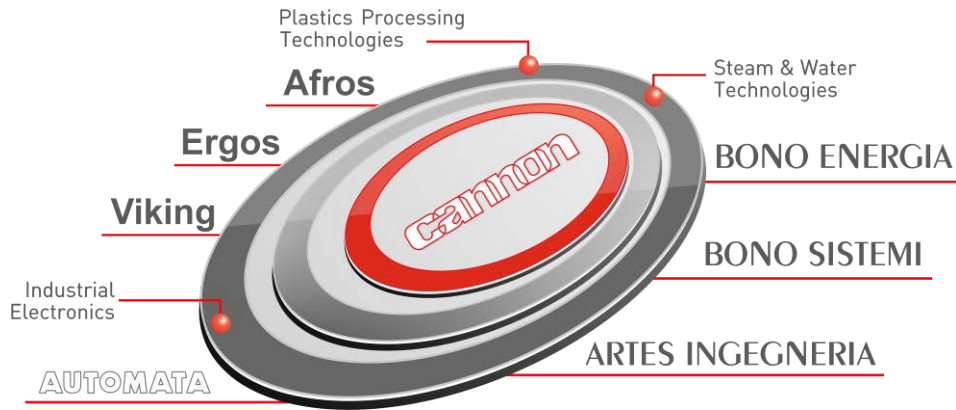 Plastics Processing
Technologies
Steam & Water
Technologies
Afros
Ergos
Viking
cannon
BONO ENERGIA
BONO SISTEMI
Industrial
Electronics
ARTES INGEGNERIA
AUTOMATA